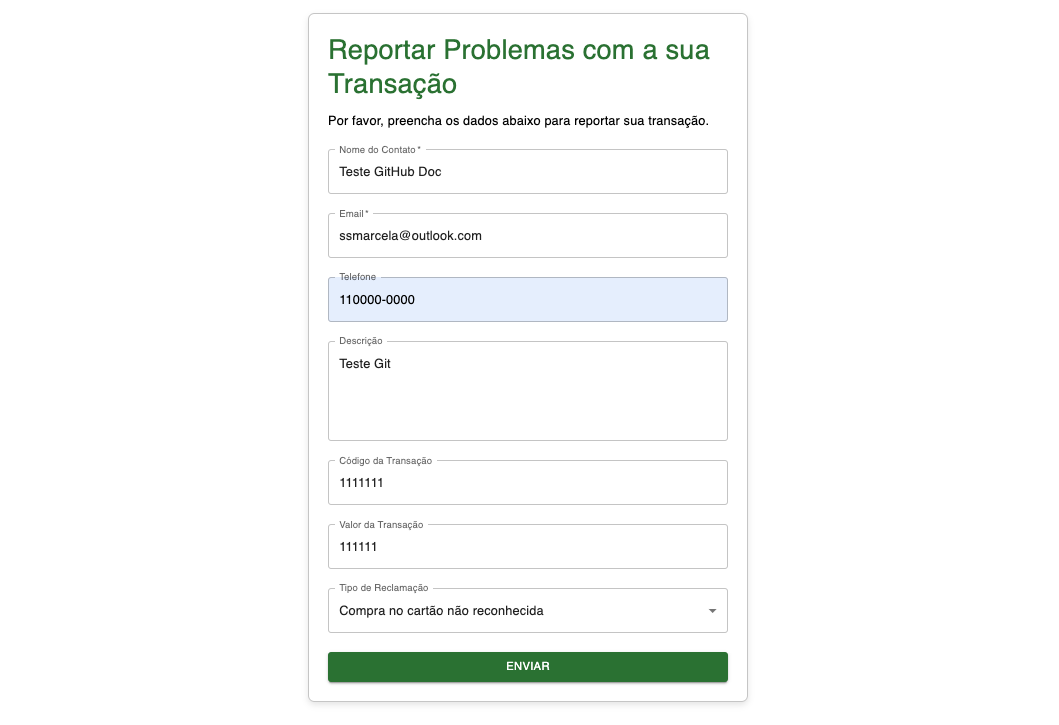 Reportar Problemas com a sua
Transação
Por favor, preencha os dados abaixo para reportar sua transação.
Nome do Contato *
Teste GitHub Doc
Email *
ssmarcela@outlook.com
Telefone
110000-0000
Descrição
Teste Git
Código da Transação
1111111
Valor da Transação
111111
Tipo de Reclamação
Compra no cartão não reconhecida
ENVIAR